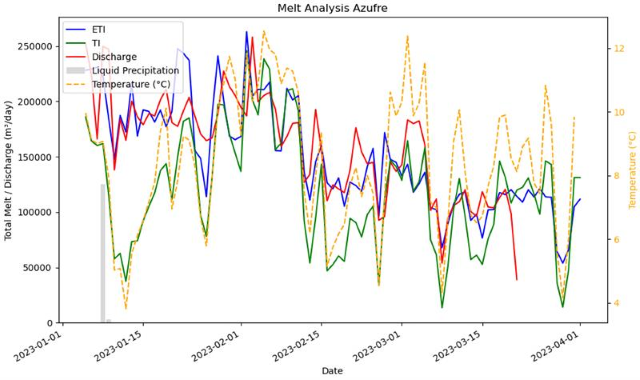 Melt Analysis Azufre
ETI
TI
Discharge
Liquid Precipitation
Temperature (°C)
Total Melt / Discharge (m³/day)
250000
200000
150000
100000
50000
0
12
10
8
6
4
Temperature (°C)
2023-01-01
2023-01-15
2023-02-01
2023-02-15
2023-03-01
2023-03-15
2023-04-01
Date